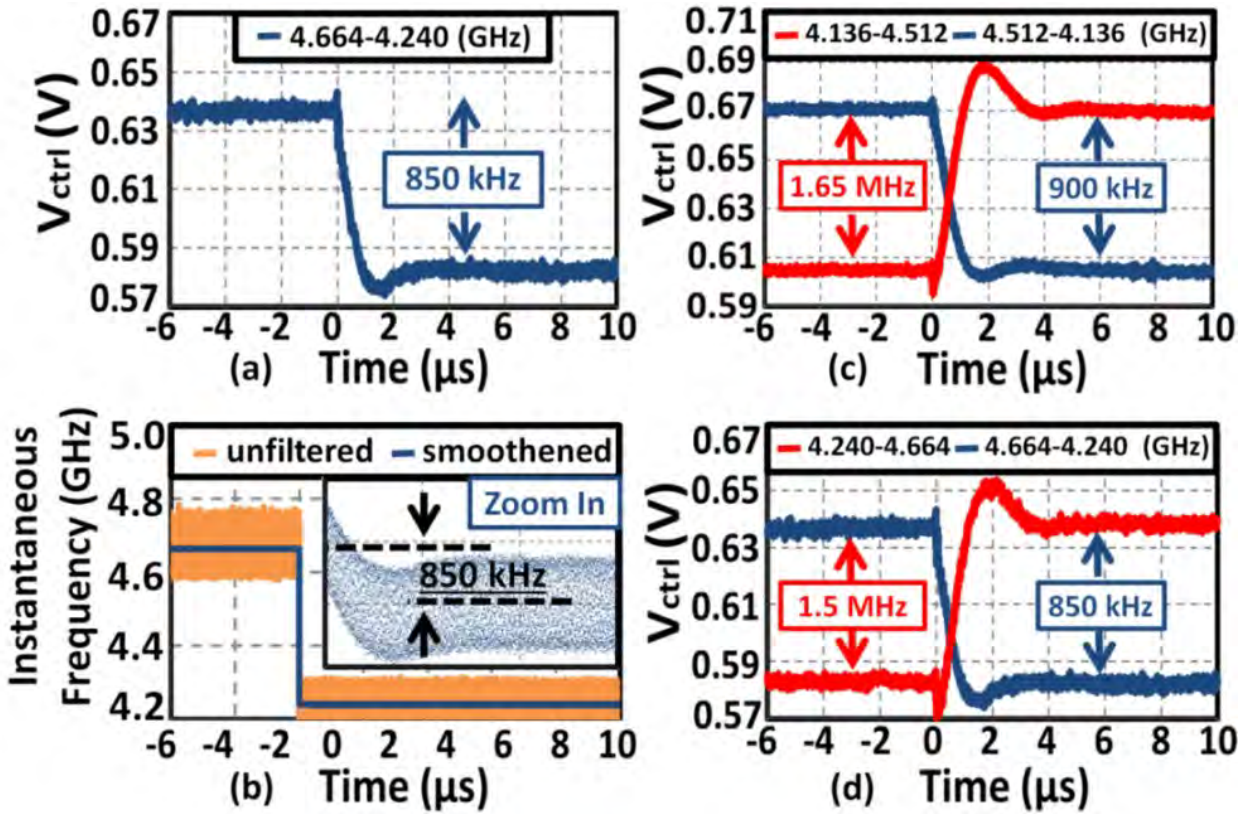 0.67
0.65
0.63
0.61
0.59
0.57
Vctrl (V)
4.664-4.240 (GHz)
850 kHz
-6 -4 -2 0 2 4 6 8 10
(a) Time (μs)
0.71
0.69
0.67
0.65
0.63
0.61
0.59
Vctrl (V)
4.136-4.512 4.512-4.136 (GHz)
1.65 MHz
900 kHz
-6 -4 -2 0 2 4 6 8 10
(c) Time (μs)
Instantaneous
Frequency (GHz)
5.0
4.8
4.6
4.4
4.2
unfiltered smoothened
Zoom In
850 kHz
-6 -4 -2 0 2 4 6 8 10
(b) Time (μs)
0.67
0.65
0.63
0.61
0.59
0.57
Vctrl (V)
4.240-4.664 4.664-4.240 (GHz)
1.5 MHz
850 kHz
-6 -4 -2 0 2 4 6 8 10
(d) Time (μs)